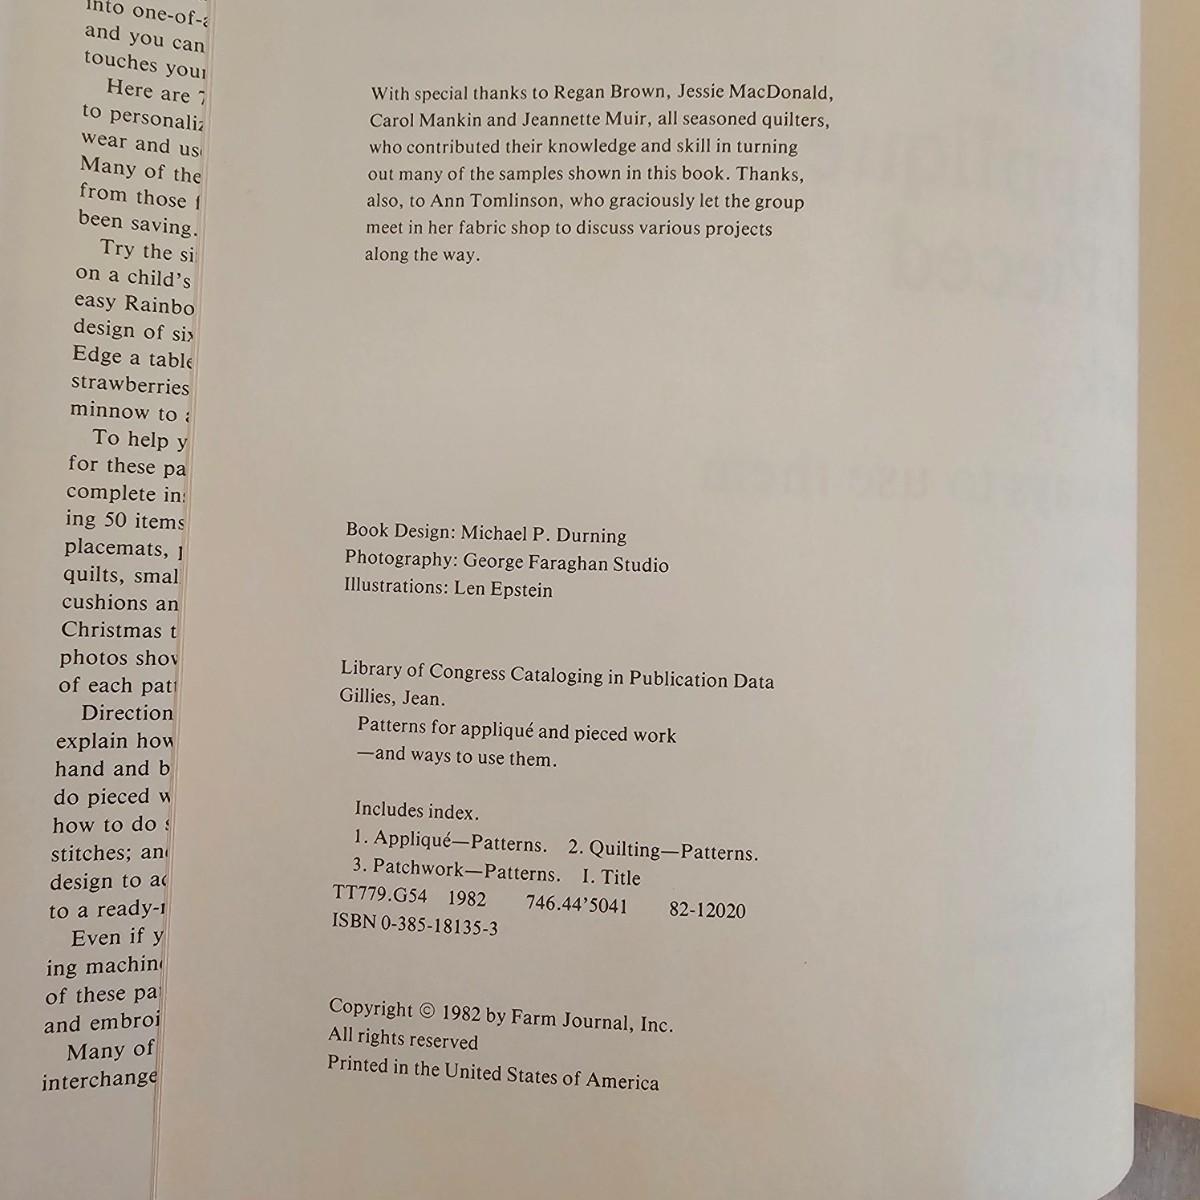 into one-of-a
and you can
touches your
Here are
to personaliz
wear and us
Many of the
from those
been saving.
Try the si
on a child's
easy Rainbo
design of six
Edge a table
strawberries
minnow to
To help y
for these pa
complete ins
ing 50 items
placemats,
quilts, smal
cushions an
Christmas t
photos show
of each patt
Direction
explain how
hand and b
do pieced w
how to do s
stitches; and
design to ad
to a ready-
Even if y
ing machine
of these pa
and embroi
Many of
interchange
With special thanks to Regan Brown, Jessie MacDonald,
Carol Mankin and Jeannette Muir, all seasoned quilters,
who contributed their knowledge and skill in turning
out many of the samples shown in this book. Thanks,
also, to Ann Tomlinson, who graciously let the group
meet in her fabric shop to discuss various projects
along the way.
Book Design: Michael P. Durning
Photography: George Faraghan Studio
Illustrations: Len Epstein
Library of Congress Cataloging in Publication Data
Gillies, Jean.
Patterns for appliqué and pieced work
—and ways to use them.
Includes index.
1. Appliqué—Patterns. 2. Quilting—Patterns.
3. Patchwork—Patterns. I. Title
TT779.G54 1982 746.44'5041 82-12020
ISBN 0-385-18135-3
Copyright © 1982 by Farm Journal, Inc.
All rights reserved
Printed in the United States of America